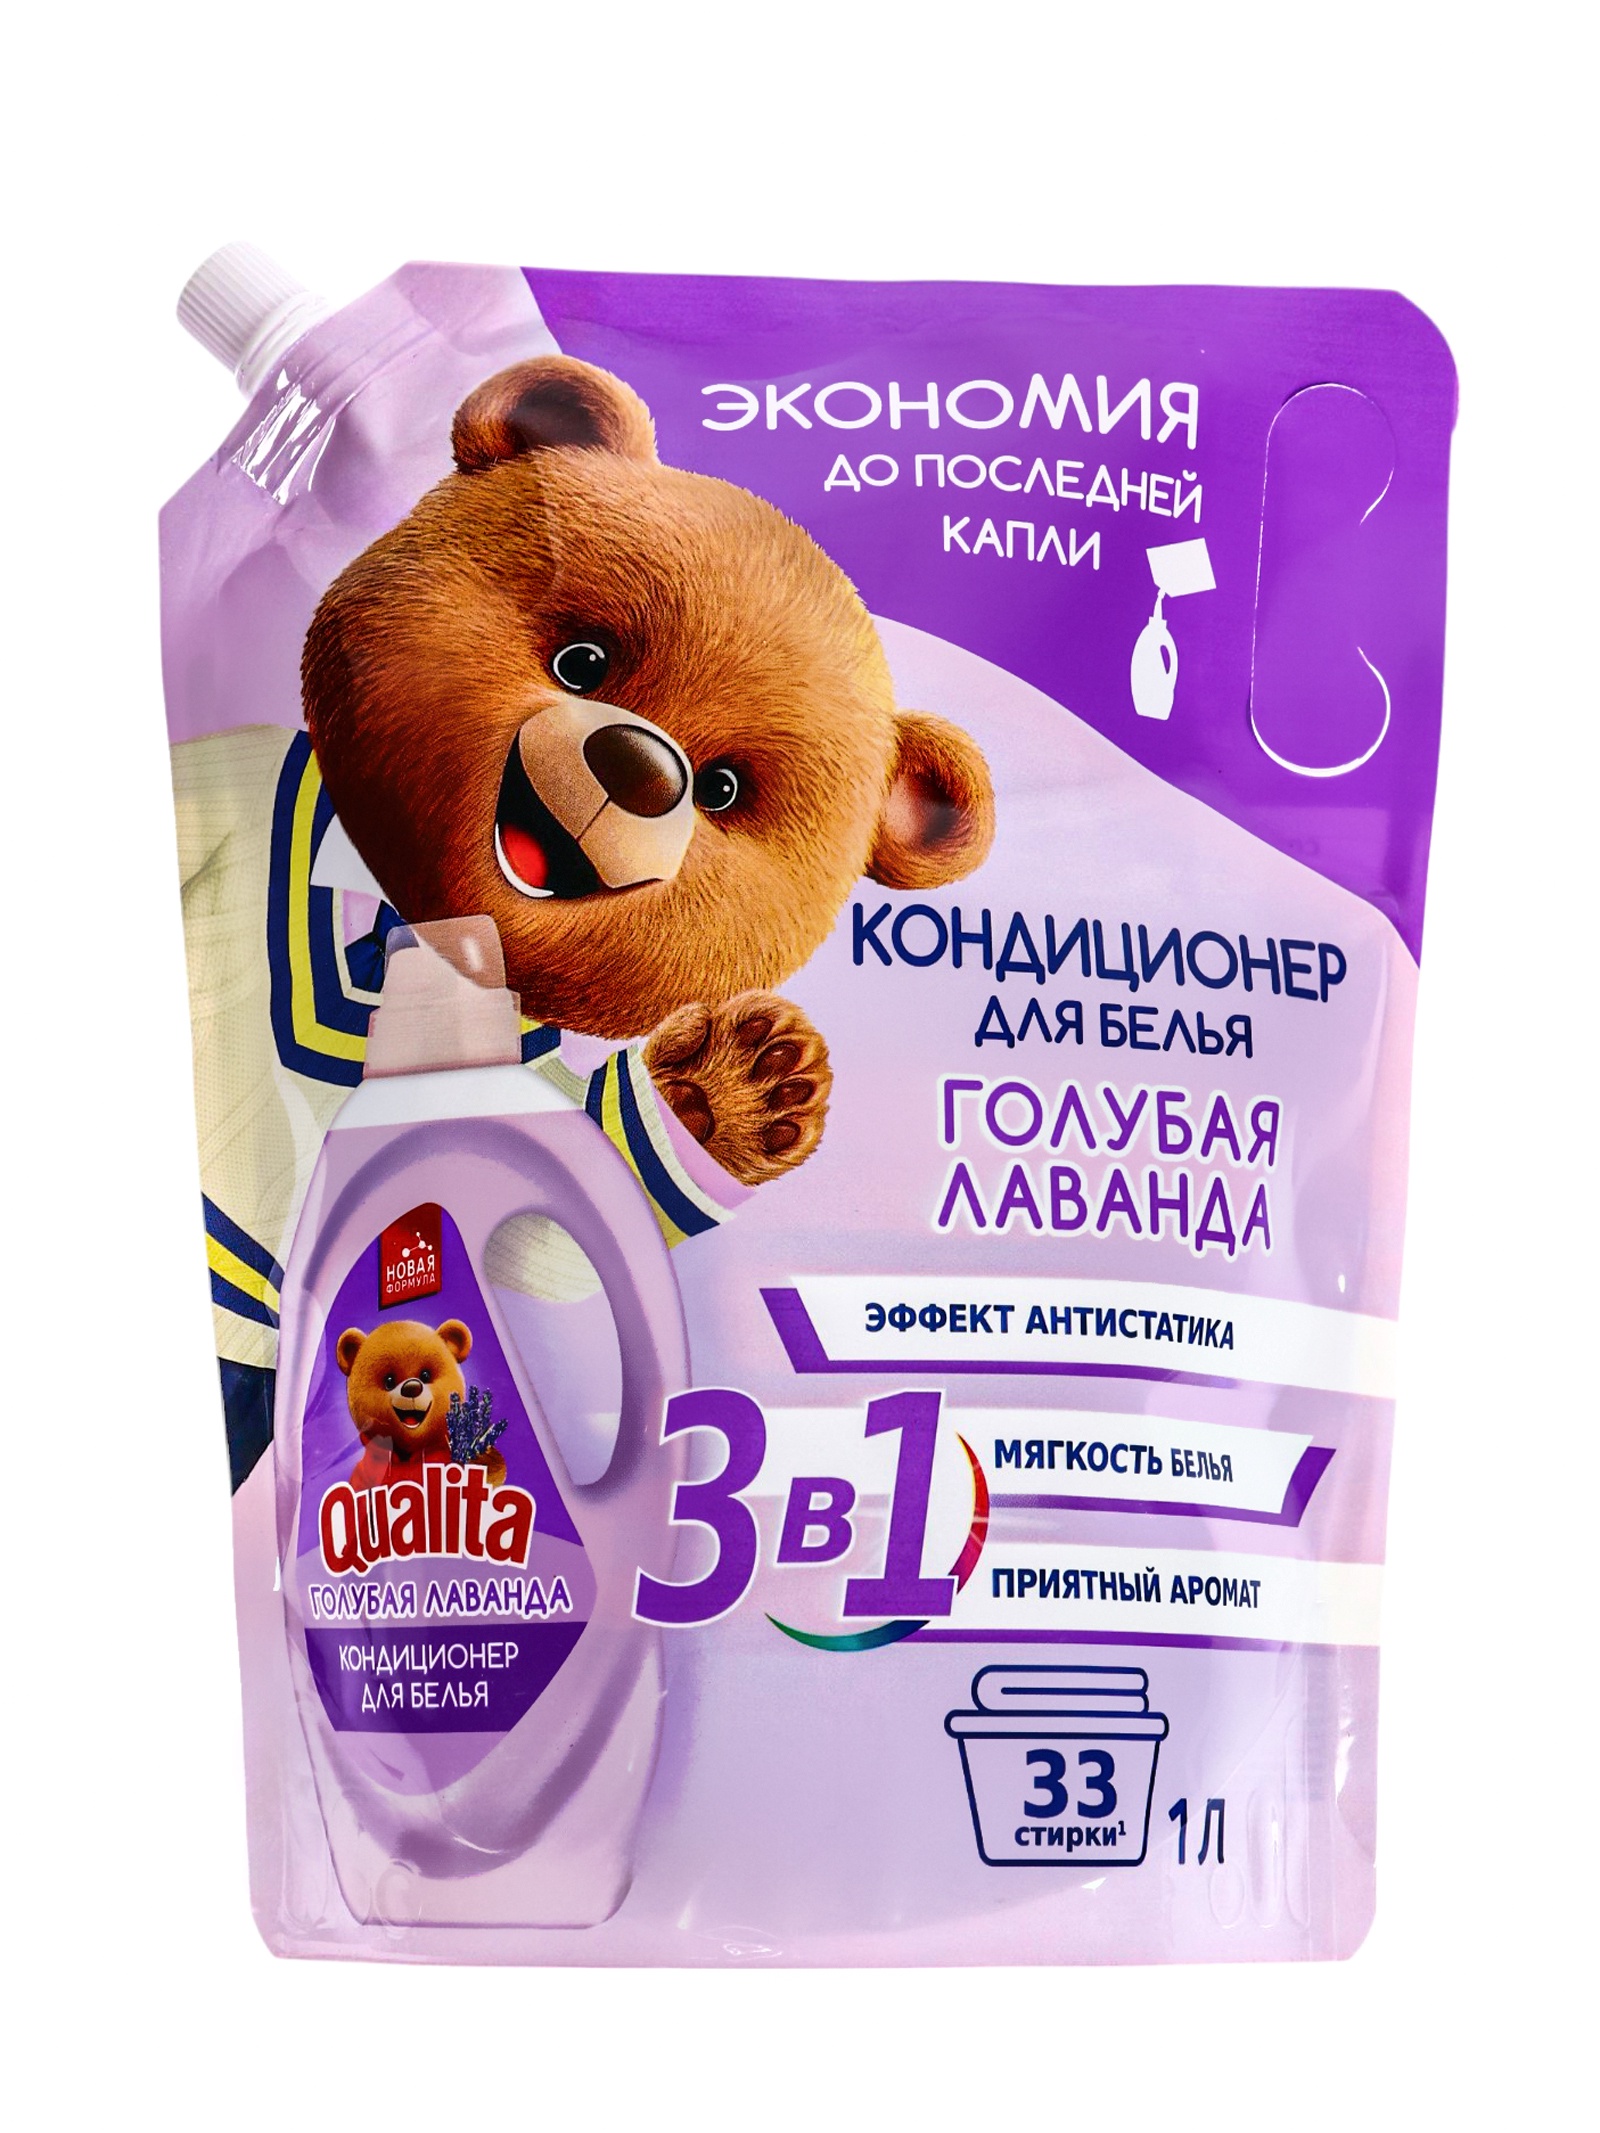 ЭКОНОМИЯ
ДО ПОСЛЕДНЕЙ
КАПЛИ
КОНДИЦИОНЕР
ДЛЯ БЕЛЬЯ
ГОЛУБАЯ
ЛАВАНДА
ЭФФЕКТ АНТИСТАТИКА
3в1
МЯГКОСТЬ БЕЛЬЯ
ПРИЯТНЫЙ АРОМАТ
33
стирки¹
1 Л
НОВАЯ
ФОРМУЛА
Qualita
ГОЛУБАЯ ЛАВАНДА
КОНДИЦИОНЕР
ДЛЯ БЕЛЬЯ